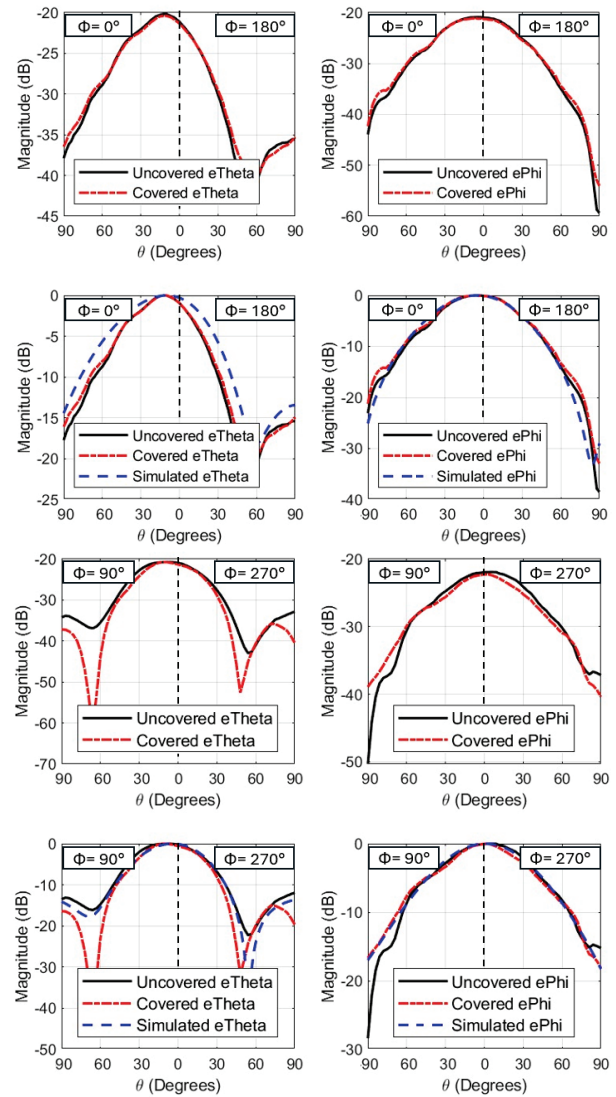 Φ= 0°
Φ= 180°
Magnitude (dB)
-20
-25
-30
-35
-40
-45
Uncovered eTheta
Covered eTheta
90 60 30 0 30 60 90
θ (Degrees)
Φ= 0°
Φ= 180°
Magnitude (dB)
-20
-30
-40
-50
-60
Uncovered ePhi
Covered ePhi
90 60 30 0 30 60 90
θ (Degrees)
Φ= 0°
Φ= 180°
Magnitude (dB)
0
-5
-10
-15
-20
-25
Uncovered eTheta
Covered eTheta
Simulated eTheta
90 60 30 0 30 60 90
θ (Degrees)
Φ= 0°
Φ= 180°
Magnitude (dB)
0
-10
-20
-30
-40
Uncovered ePhi
Covered ePhi
Simulated ePhi
90 60 30 0 30 60 90
θ (Degrees)
Φ= 90°
Φ= 270°
Magnitude (dB)
-20
-30
-40
-50
-60
-70
Uncovered eTheta
Covered eTheta
90 60 30 0 30 60 90
θ (Degrees)
Φ= 90°
Φ= 270°
Magnitude (dB)
-20
-30
-40
-50
Uncovered ePhi
Covered ePhi
90 60 30 0 30 60 90
θ (Degrees)
Φ= 90°
Φ= 270°
Magnitude (dB)
0
-10
-20
-30
-40
-50
Uncovered eTheta
Covered eTheta
Simulated eTheta
90 60 30 0 30 60 90
θ (Degrees)
Φ= 90°
Φ= 270°
Magnitude (dB)
0
-10
-20
-30
Uncovered ePhi
Covered ePhi
Simulated ePhi
90 60 30 0 30 60 90
θ (Degrees)